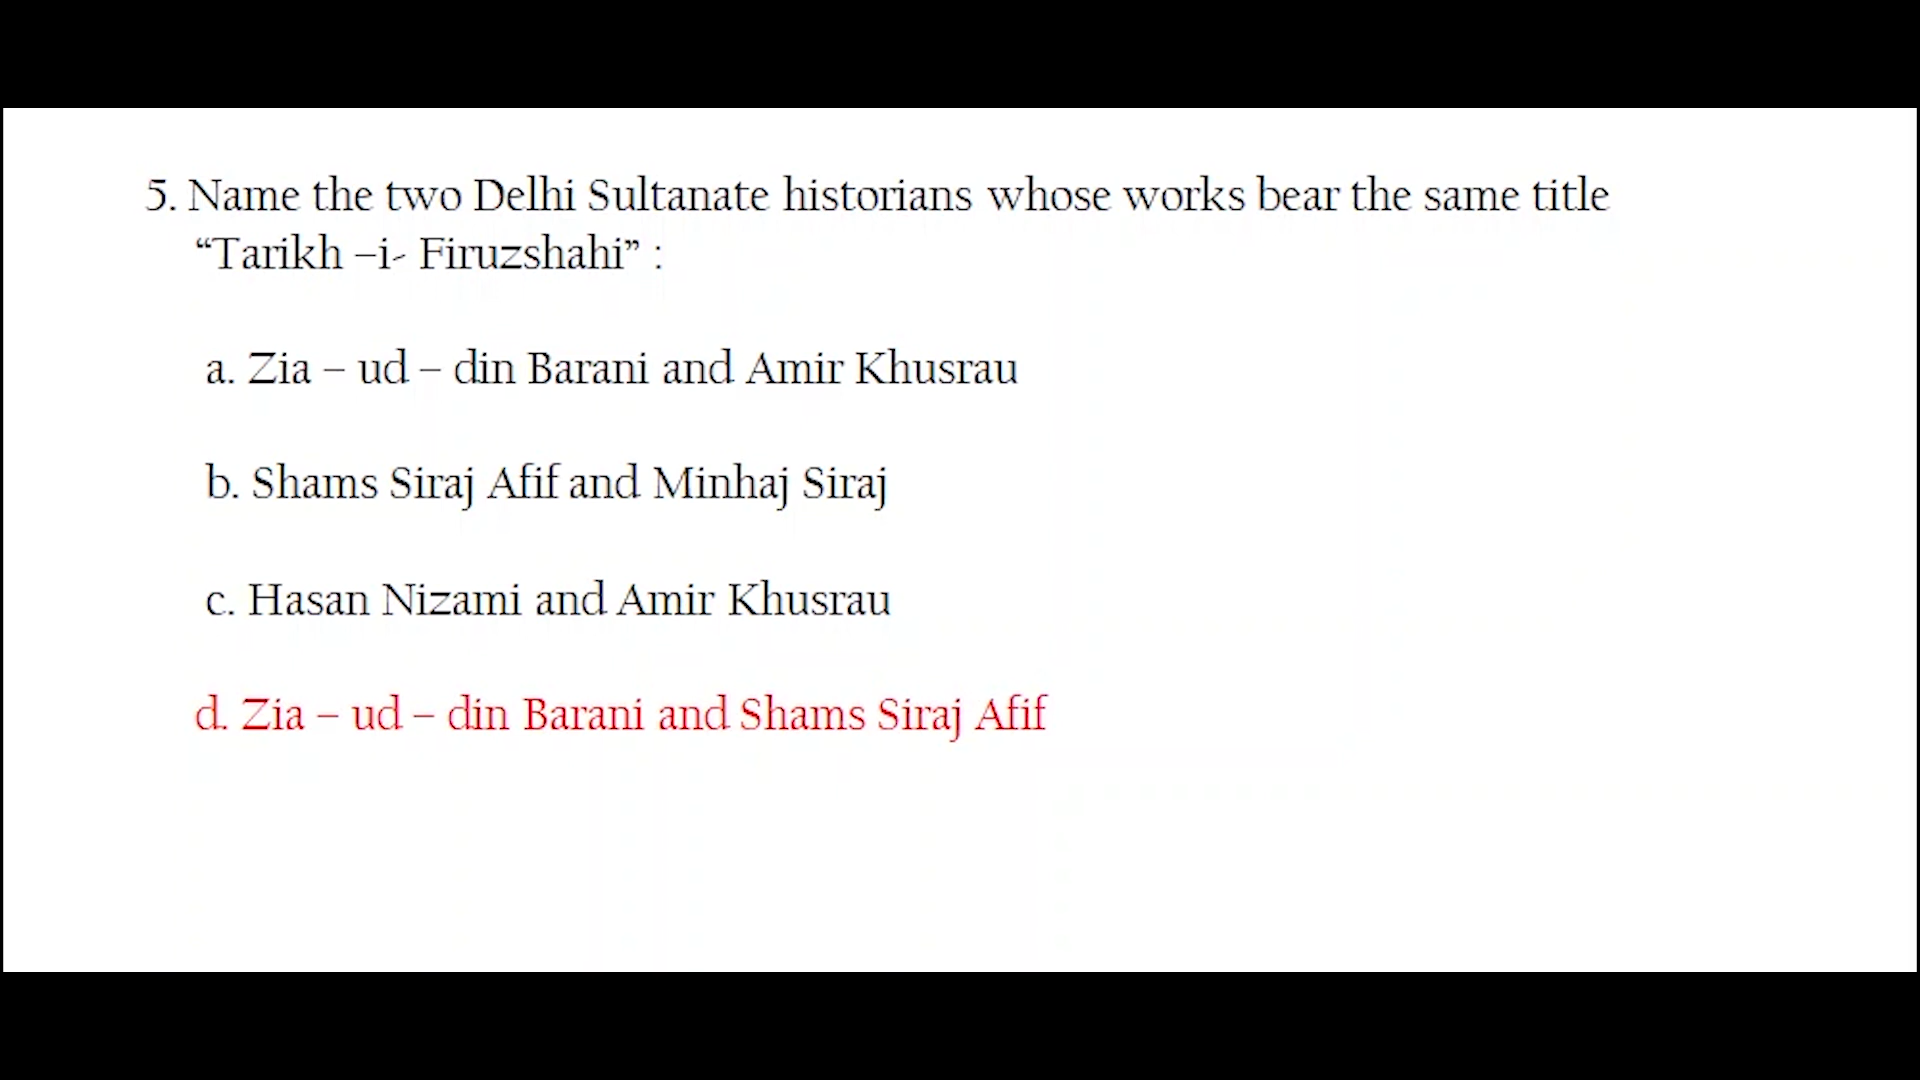 5. Name the two Delhi Sultanate historians whose works bear the same title
“Tarikh –i- Firuzshahi” :
a. Zia – ud – din Barani and Amir Khusrau
b. Shams Siraj Afif and Minhaj Siraj
c. Hasan Nizami and Amir Khusrau
d. Zia – ud – din Barani and Shams Siraj Afif